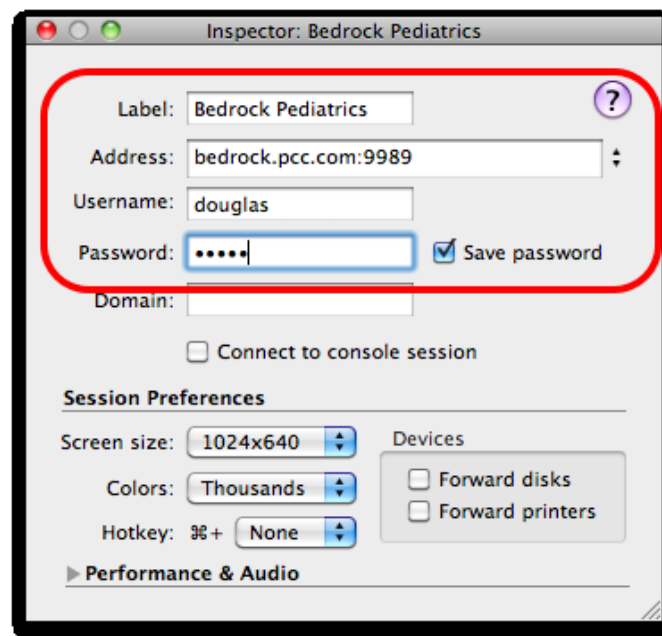 Inspector: Bedrock Pediatrics
?
Label: Bedrock Pediatrics
Address: bedrock.pcc.com:9989
Username: douglas
Password: ••••• Save password
Domain:
Connect to console session
Session Preferences
Screen size: 1024x640 Devices
Forward disks
Colors: Thousands
Forward printers
Hotkey: ⌘+ None
Performance & Audio